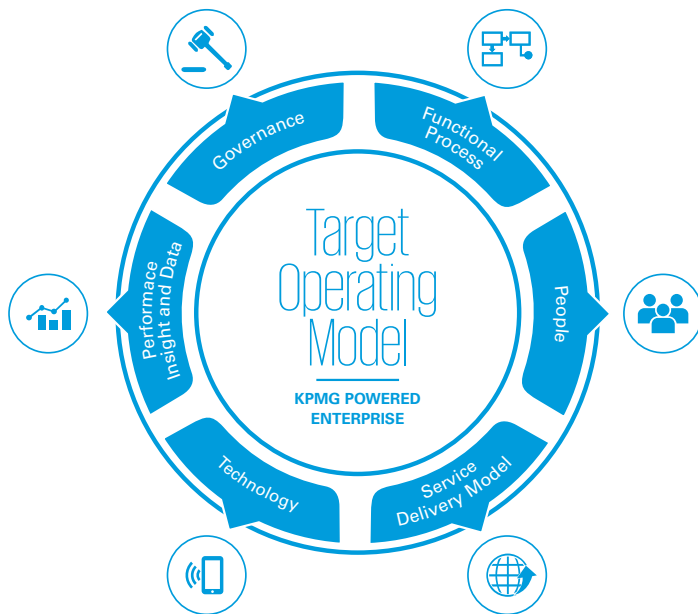 Target
Operating
Model
KPMG POWERED
ENTERPRISE
Functional
Process
People
Service
Delivery Model
Technology
Performace
Insight and Data
Governance